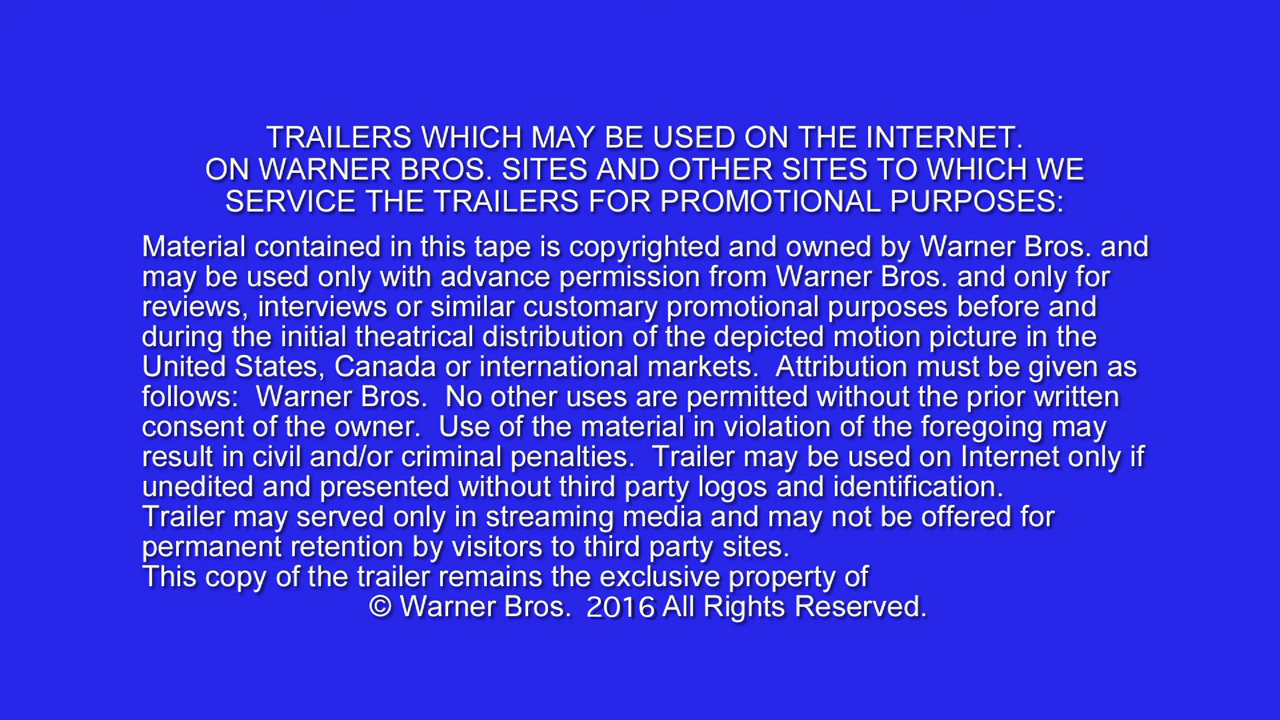 TRAILERS WHICH MAY BE USED ON THE INTERNET.
ON WARNER BROS. SITES AND OTHER SITES TO WHICH WE
SERVICE THE TRAILERS FOR PROMOTIONAL PURPOSES:
Material contained in this tape is copyrighted and owned by Warner Bros. and
may be used only with advance permission from Warner Bros. and only for
reviews, interviews or similar customary promotional purposes before and
during the initial theatrical distribution of the depicted motion picture in the
United States, Canada or international markets.  Attribution must be given as
follows:  Warner Bros.  No other uses are permitted without the prior written
consent of the owner.  Use of the material in violation of the foregoing may
result in civil and/or criminal penalties.  Trailer may be used on Internet only if
unedited and presented without third party logos and identification.
Trailer may served only in streaming media and may not be offered for
permanent retention by visitors to third party sites.
This copy of the trailer remains the exclusive property of
© Warner Bros.  2016 All Rights Reserved.